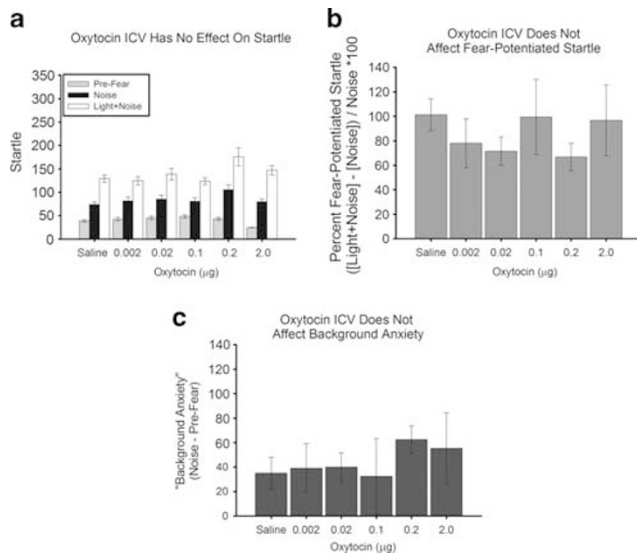 a
Oxytocin ICV Has No Effect On Startle
350
300
250
200
150
100
50
0
Startle
Pre-Fear
Noise
Light+Noise
Saline 0.002 0.02 0.1 0.2 2.0
Oxytocin (µg)
b
Oxytocin ICV Does Not
Affect Fear-Potentiated Startle
Percent Fear-Potentiated Startle
([Light+Noise] - [Noise]) / Noise *100
140
120
100
80
60
40
20
0
Saline 0.002 0.02 0.1 0.2 2.0
Oxytocin (µg)
c
Oxytocin ICV Does Not
Affect Background Anxiety
"Background Anxiety"
(Noise - Pre-Fear)
140
120
100
80
60
40
20
0
Saline 0.002 0.02 0.1 0.2 2.0
Oxytocin (µg)